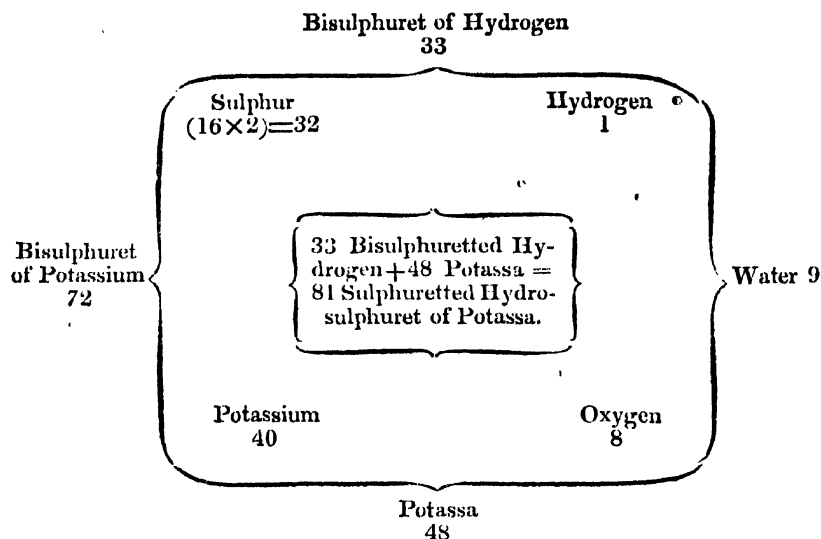 Bisulphuret of Hydrogen
33
Sulphur
(16×2)=32
Hydrogen
1
Bisulphuret
of Potassium
72
33 Bisulphuretted Hy-
drogen+48 Potassa =
81 Sulphuretted Hydro-
sulphuret of Potassa.
Water 9
Potassium
40
Oxygen
8
Potassa
48